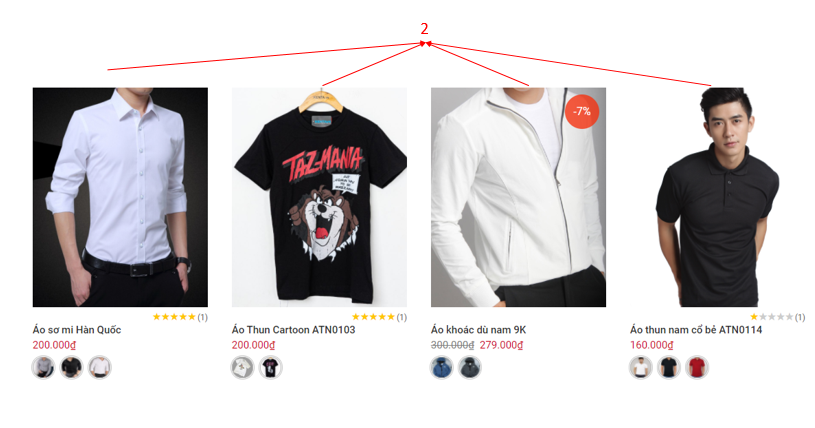 2
-7%
TAZ-MANIA
(1)
(1)
(1)
Áo sơ mi Hàn Quốc
Áo Thun Cartoon ATN0103
Áo khoác dù nam 9K
Áo thun nam cổ bẻ ATN0114
200.000₫
200.000₫
300.000₫ 279.000₫
160.000₫